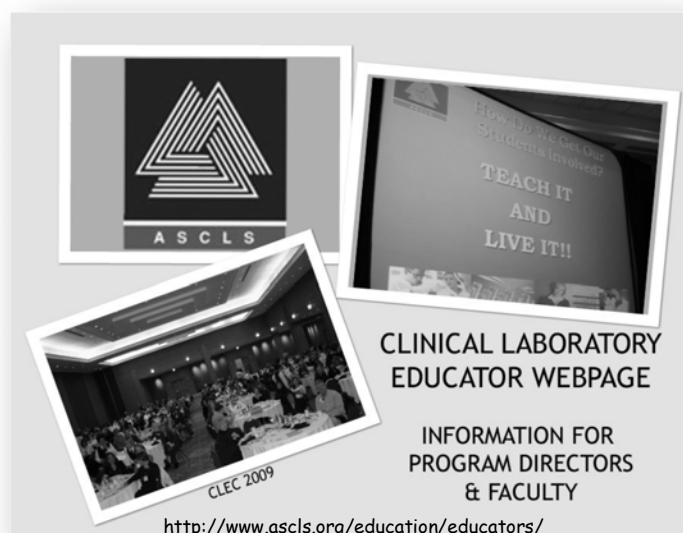 ASCLS
How Do We Get Our
Students Involved?
TEACH IT
AND
LIVE IT!!
CLINICAL LABORATORY
EDUCATOR WEBPAGE
INFORMATION FOR
PROGRAM DIRECTORS
& FACULTY
CLEC 2009
http://www.ascls.org/education/educators/